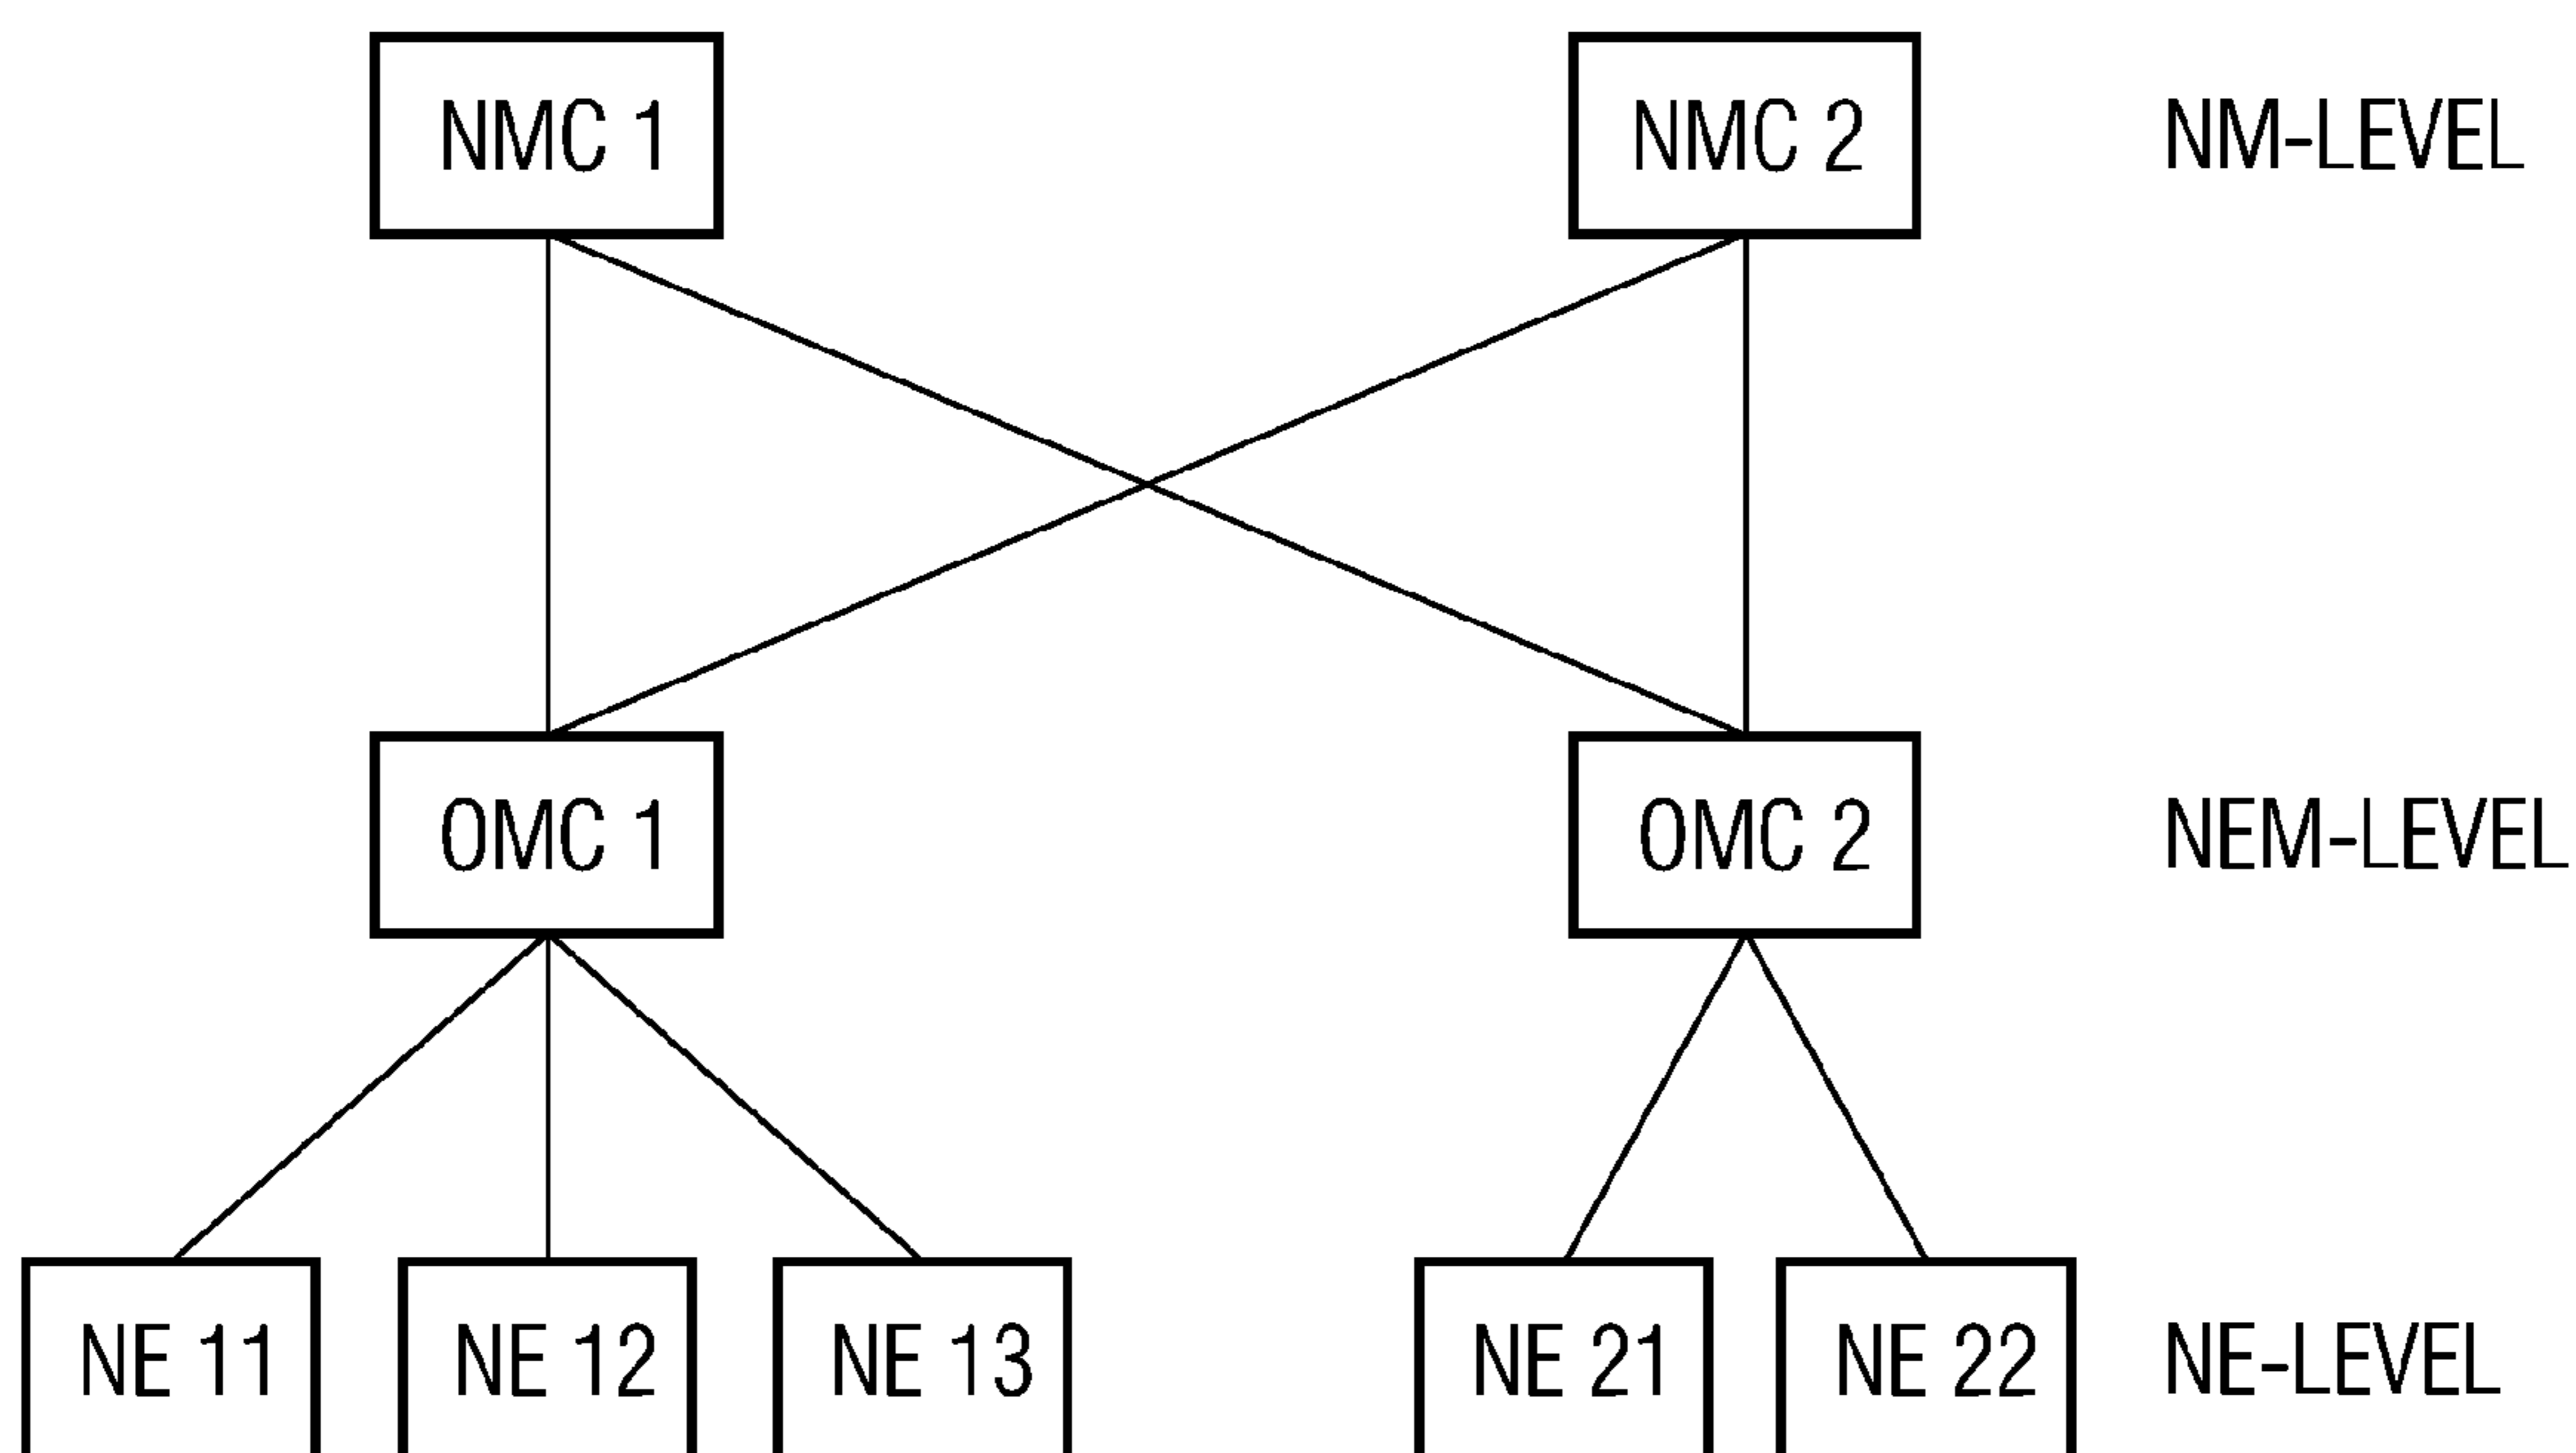 NMC 1 NMC 2 NM-LEVEL
OMC 1 OMC 2 NEM-LEVEL
NE 11 NE 12 NE 13 NE 21 NE 22 NE-LEVEL